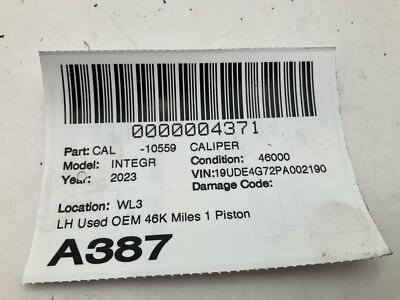 0000004371
Part: CAL -10559 CALIPER
Model: INTEGR Condition: 46000
Year: 2023 VIN:19UDE4G72PA002190
Damage Code:
Location: WL3
LH Used OEM 46K Miles 1 Piston
A387